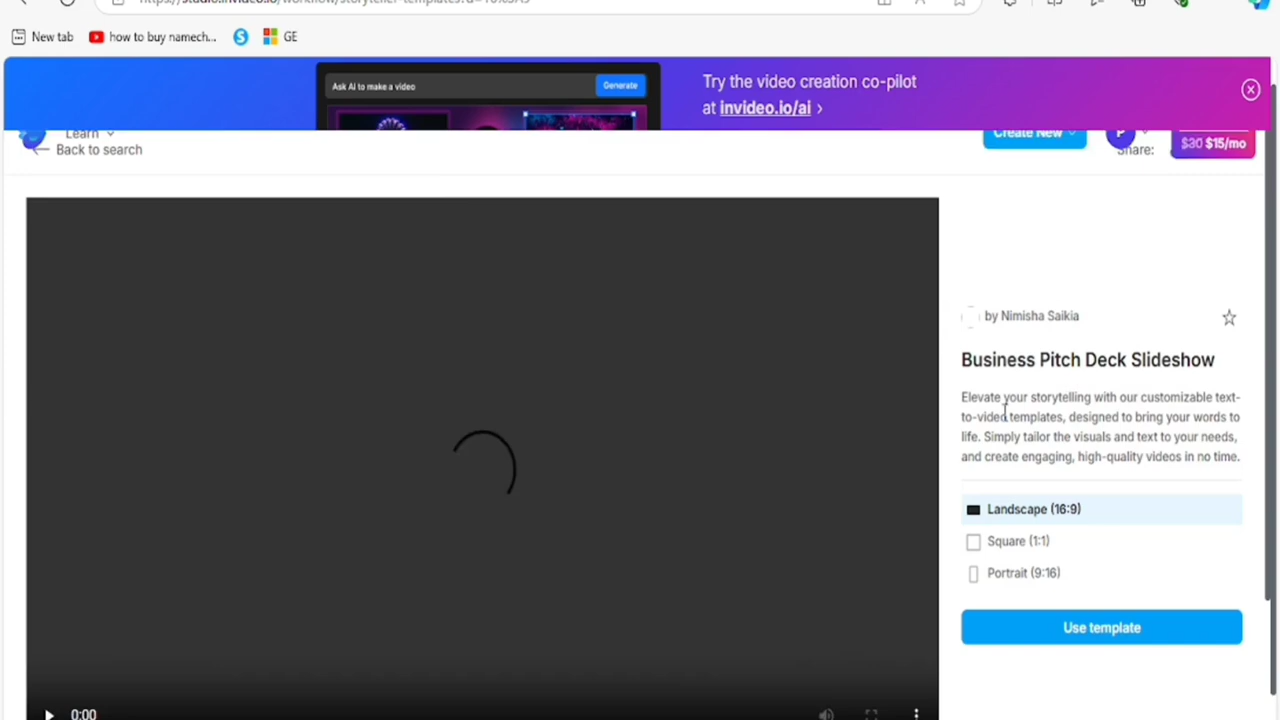 New tab
how to buy namech...
GE
Ask AI to make a video
Generate
Try the video creation co-pilot
at invideo.io/ai >
Learn
Back to search
Create New
P
Share:
$30 $15/mo
by Nimisha Saikia
Business Pitch Deck Slideshow
Elevate your storytelling with our customizable text-
to-video templates, designed to bring your words to
life. Simply tailor the visuals and text to your needs,
and create engaging, high-quality videos in no time.
Landscape (16:9)
Square (1:1)
Portrait (9:16)
Use template
0:00